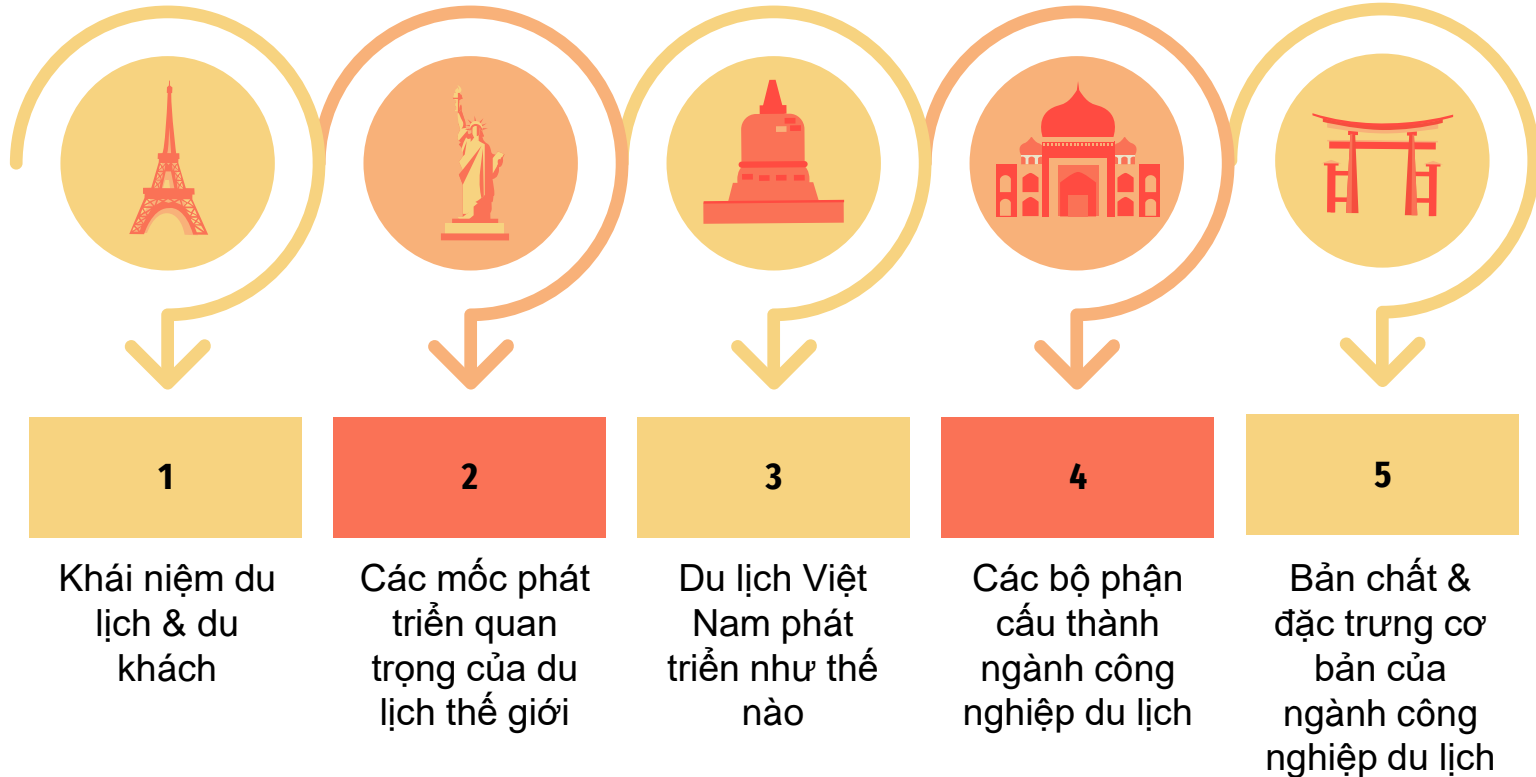 1
Khái niệm du
lịch & du
khách
2
Các mốc phát
triển quan
trọng của du
lịch thế giới
3
Du lịch Việt
Nam phát
triển như thế
nào
4
Các bộ phận
cấu thành
ngành công
nghiệp du lịch
5
Bản chất &
đặc trưng cơ
bản của
ngành công
nghiệp du lịch